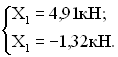 X₁ = 4,91кН;
X₁ = −1,32кН.